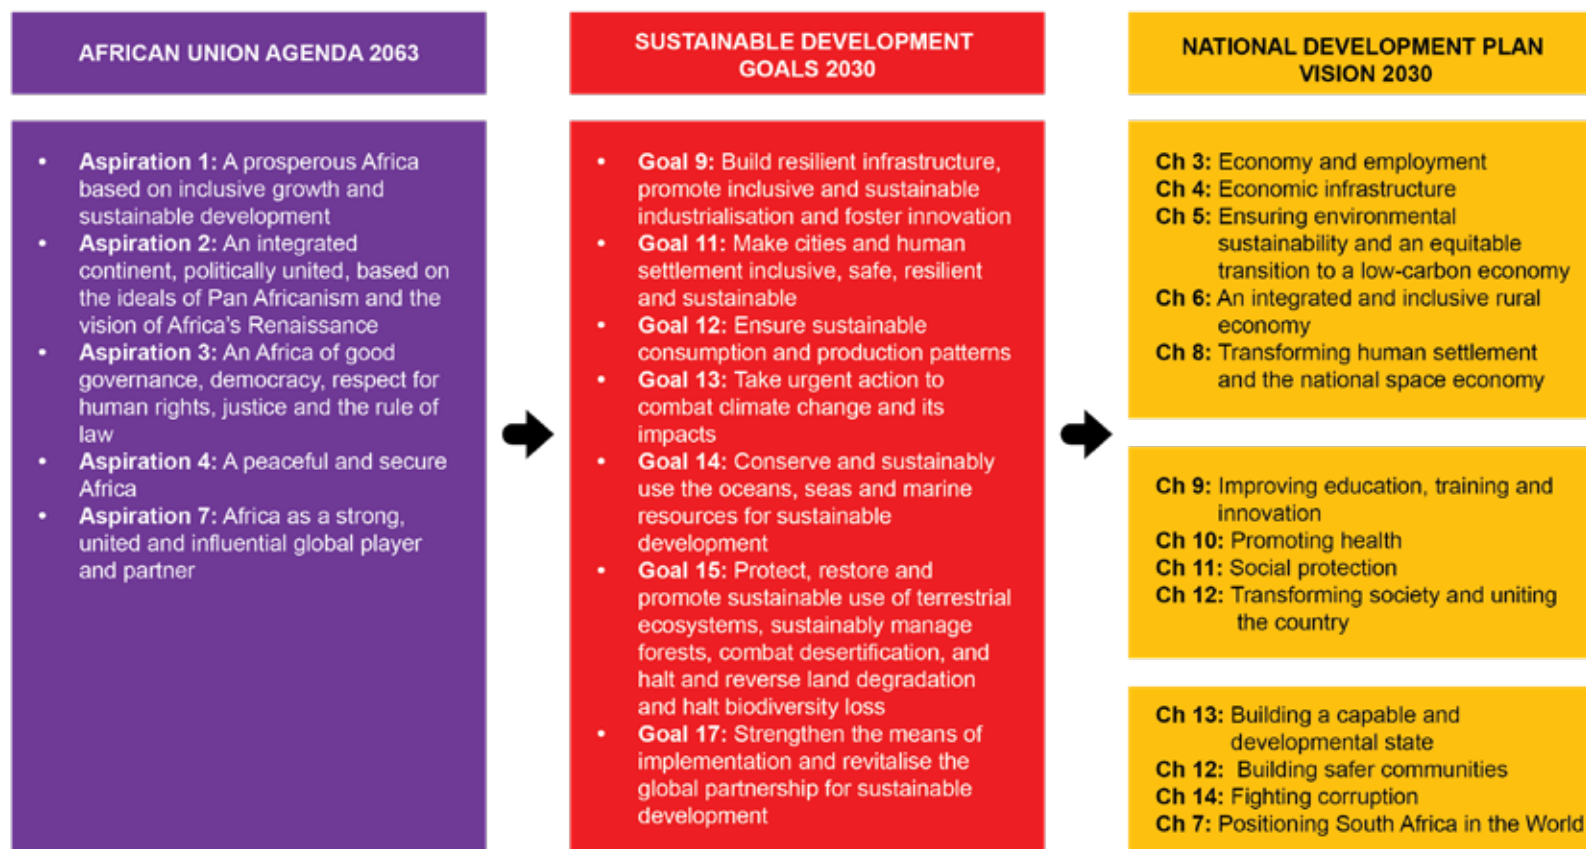 AFRICAN UNION AGENDA 2063
• Aspiration 1: A prosperous Africa
based on inclusive growth and
sustainable development
• Aspiration 2: An integrated
continent, politically united, based on
the ideals of Pan Africanism and the
vision of Africa's Renaissance
• Aspiration 3: An Africa of good
governance, democracy, respect for
human rights, justice and the rule of
law
• Aspiration 4: A peaceful and secure
Africa
• Aspiration 7: Africa as a strong,
united and influential global player
and partner
SUSTAINABLE DEVELOPMENT
GOALS 2030
• Goal 9: Build resilient infrastructure,
promote inclusive and sustainable
industrialisation and foster innovation
• Goal 11: Make cities and human
settlement inclusive, safe, resilient
and sustainable
• Goal 12: Ensure sustainable
consumption and production patterns
• Goal 13: Take urgent action to
combat climate change and its
impacts
• Goal 14: Conserve and sustainably
use the oceans, seas and marine
resources for sustainable
development
• Goal 15: Protect, restore and
promote sustainable use of terrestrial
ecosystems, sustainably manage
forests, combat desertification, and
halt and reverse land degradation
and halt biodiversity loss
• Goal 17: Strengthen the means of
implementation and revitalise the
global partnership for sustainable
development
NATIONAL DEVELOPMENT PLAN
VISION 2030
Ch 3: Economy and employment
Ch 4: Economic infrastructure
Ch 5: Ensuring environmental
sustainability and an equitable
transition to a low-carbon economy
Ch 6: An integrated and inclusive rural
economy
Ch 8: Transforming human settlement
and the national space economy
Ch 9: Improving education, training and
innovation
Ch 10: Promoting health
Ch 11: Social protection
Ch 12: Transforming society and uniting
the country
Ch 13: Building a capable and
developmental state
Ch 12: Building safer communities
Ch 14: Fighting corruption
Ch 7: Positioning South Africa in the World